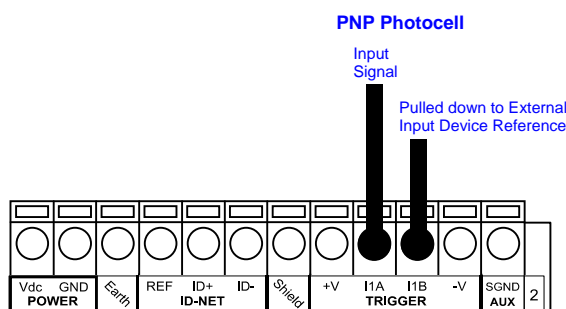 PNP Photocell
Input
Signal
Pulled down to External
Input Device Reference
Vdc GND Earth REF ID+ ID- Shield +V I1A I1B -V SGND 2
POWER ID-NET TRIGGER AUX